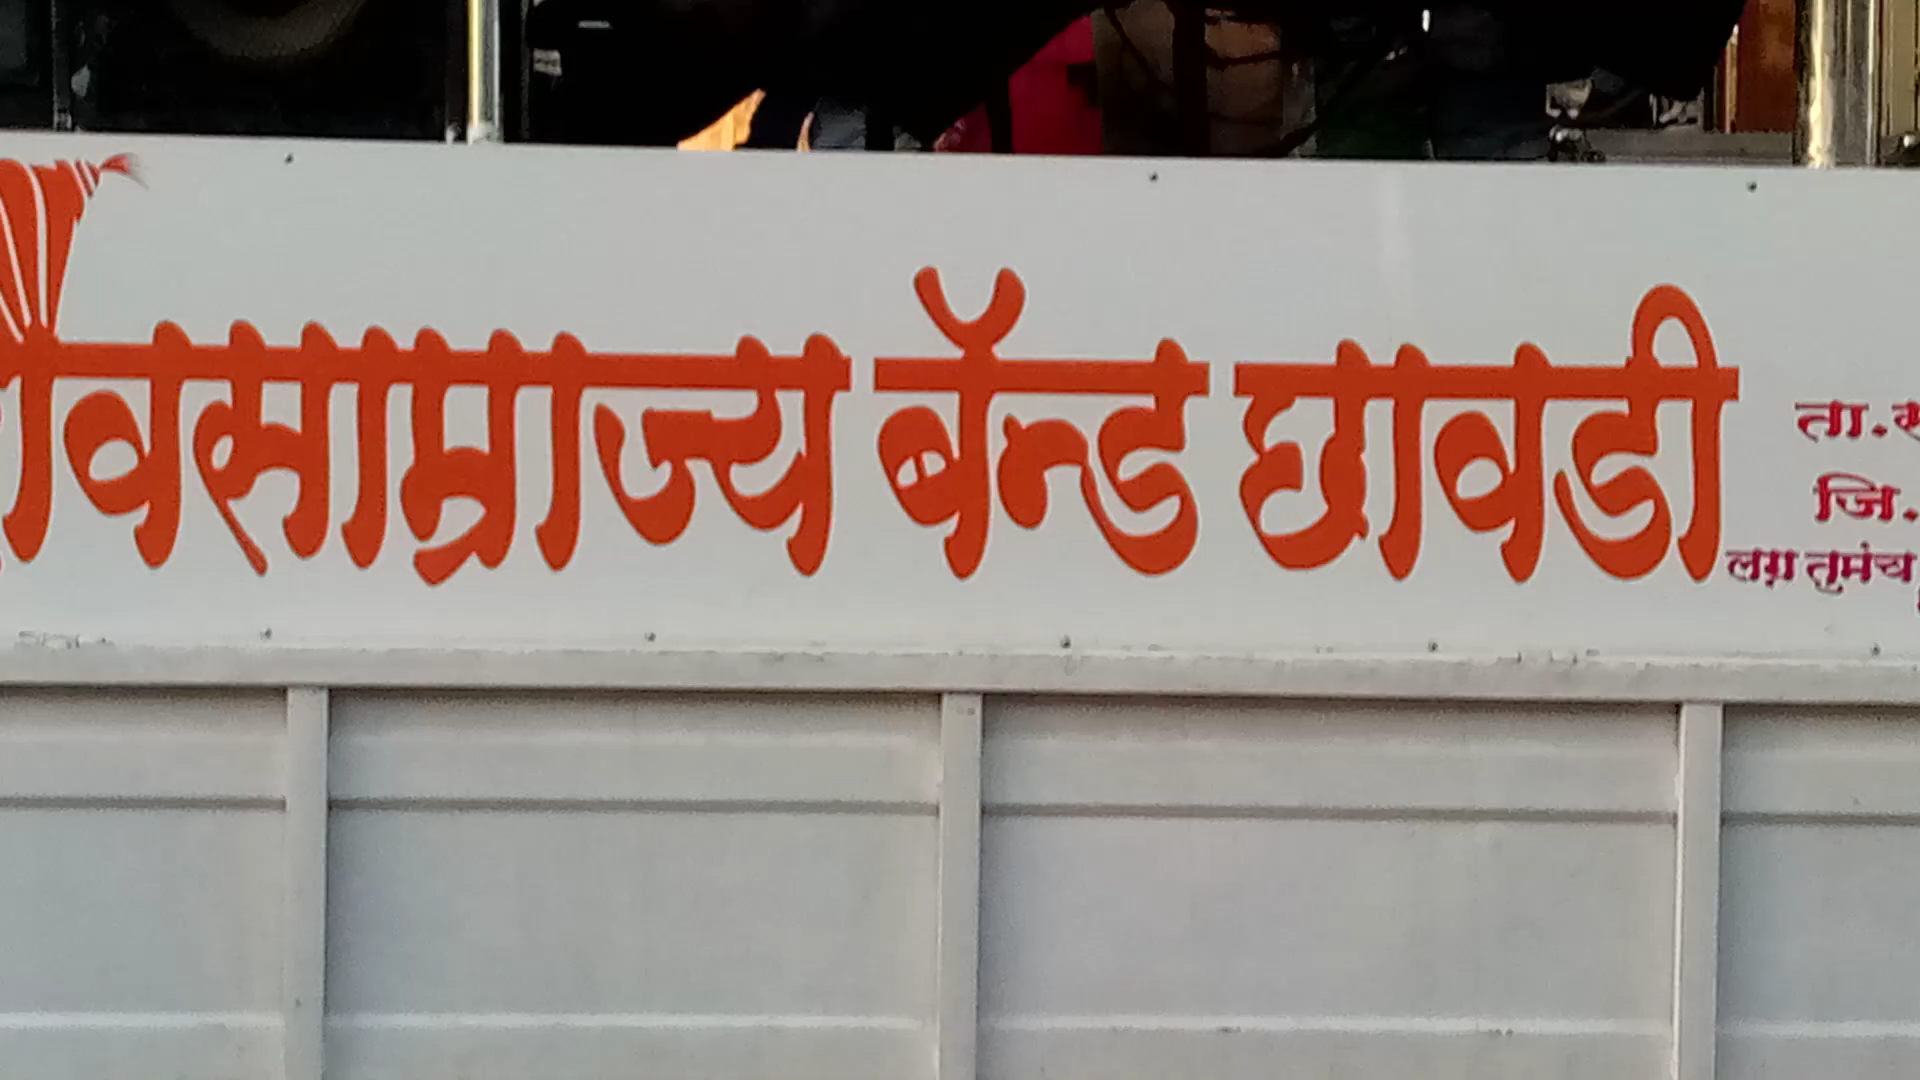 शिवसाम्राज्य बॅन्ड छावडी
ता.
जि.
लग्न तुमचं